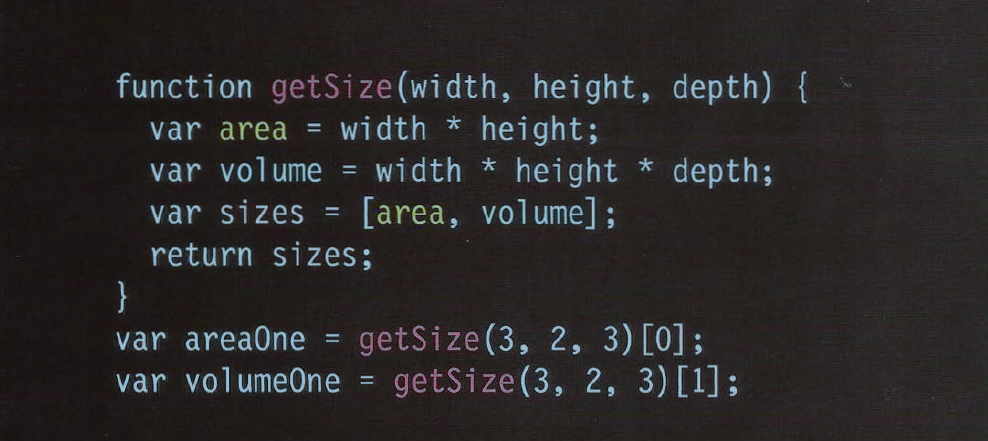 function getSize(width, height, depth) {
  var area = width * height;
  var volume = width * height * depth;
  var sizes = [area, volume];
  return sizes;
}
var areaOne = getSize(3, 2, 3)[0];
var volumeOne = getSize(3, 2, 3)[1];